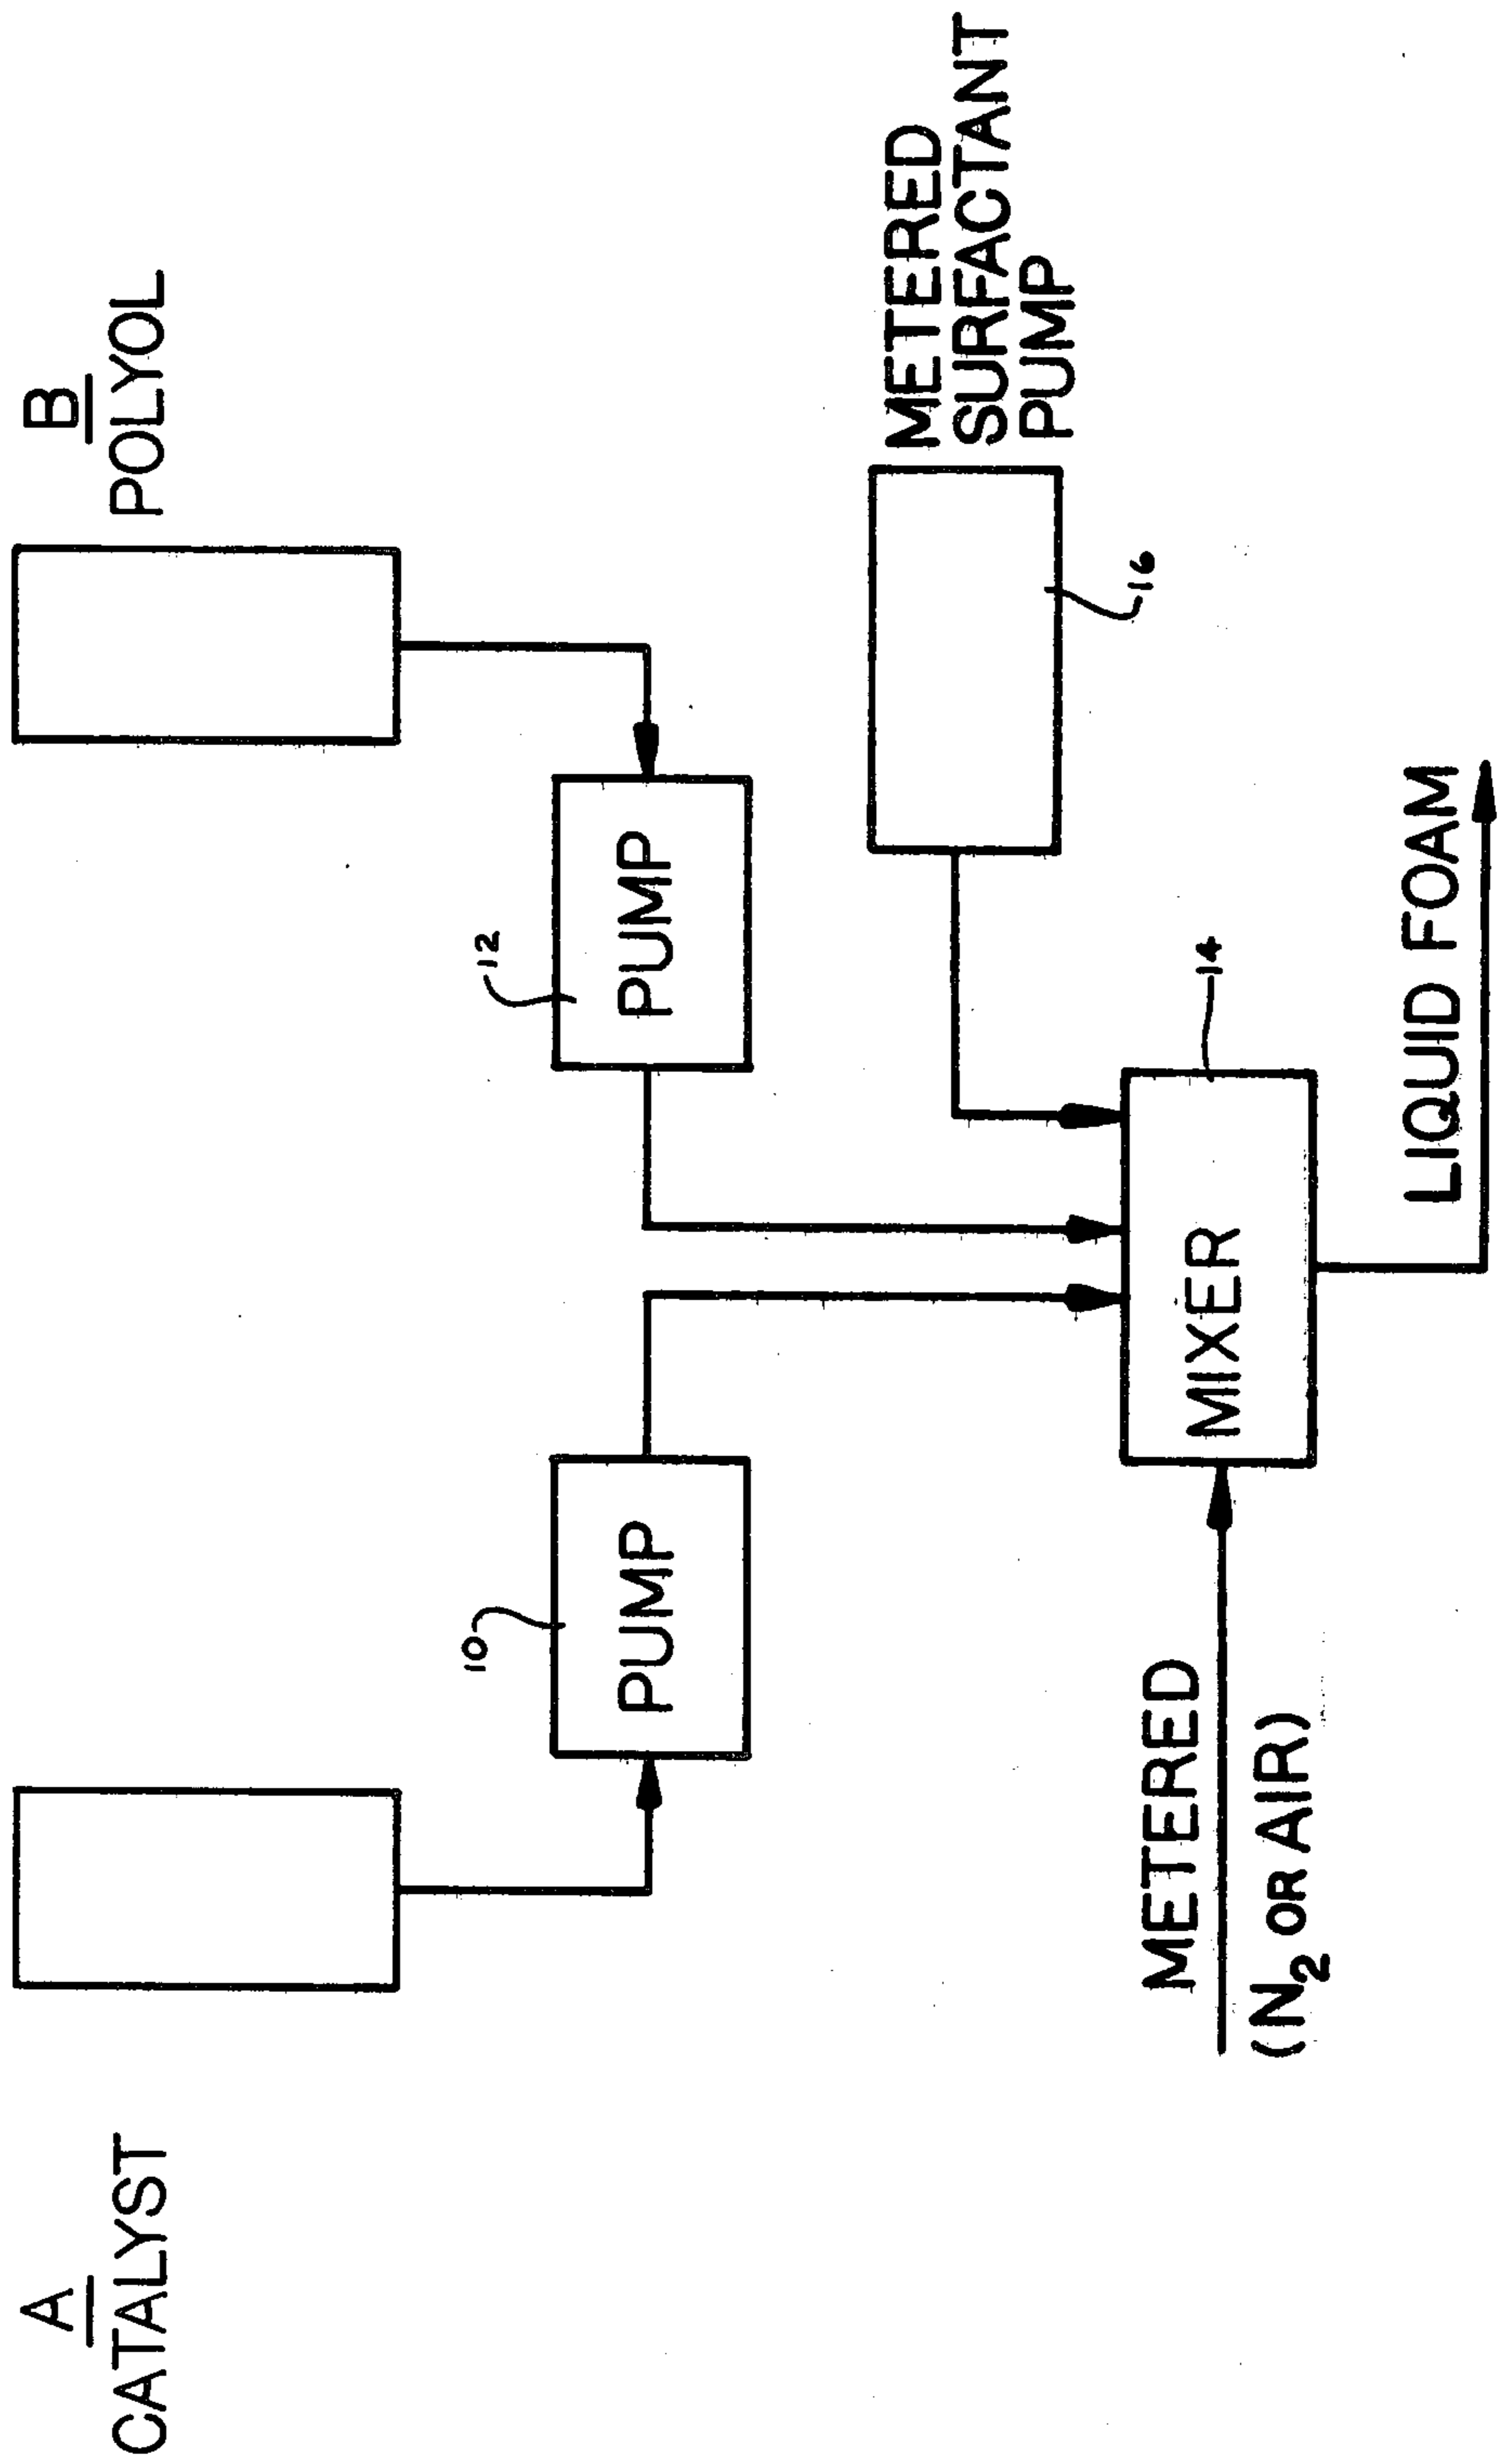 A
CATALYST
B
POLYOL
10
PUMP
12
PUMP
METERED
SURFACTANT
PUMP
16
METERED
(N₂ OR AIR)
MIXER
14
LIQUID FOAM